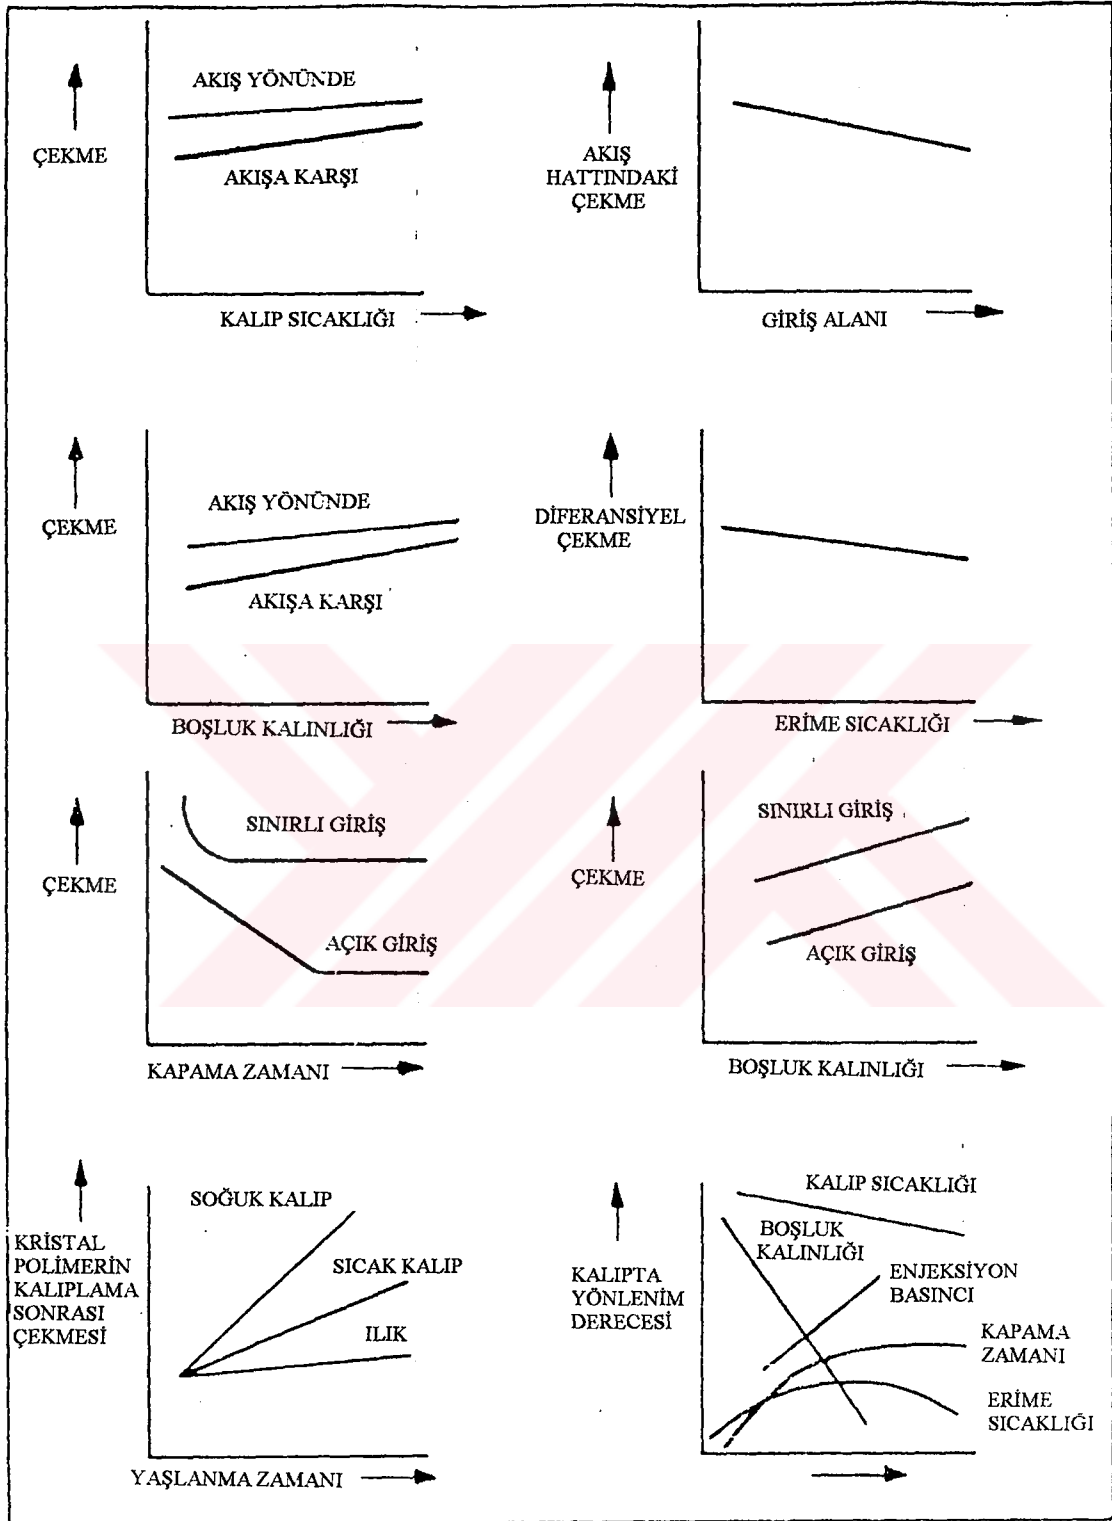 ÇEKME
AKIŞ YÖNÜNDE
AKIŞA KARŞI
KALIP SICAKLIĞI
AKIŞ
HATTINDAKİ
ÇEKME
GİRİŞ ALANI
ÇEKME
AKIŞ YÖNÜNDE
AKIŞA KARŞI
BOŞLUK KALINLIĞI
DİFERANSİYEL
ÇEKME
ERİME SICAKLIĞI
ÇEKME
SINIRLI GİRİŞ
AÇIK GİRİŞ
KAPAMA ZAMANI
ÇEKME
SINIRLI GİRİŞ
AÇIK GİRİŞ
BOŞLUK KALINLIĞI
KRİSTAL
POLİMERİN
KALIPLAMA
SONRASI
ÇEKMESİ
SOĞUK KALIP
SICAK KALIP
ILIK
YAŞLANMA ZAMANI
KALIPTA
YÖNLENİM
DERECESİ
KALIP SICAKLIĞI
BOŞLUK
KALINLIĞI
ENJEKSİYON
BASINCI
KAPAMA
ZAMANI
ERİME
SICAKLIĞI